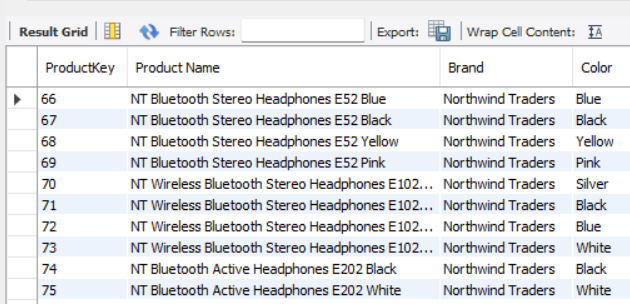 Result Grid Filter Rows: Export: Wrap Cell Content: IA
ProductKey Product Name Brand Color
66 NT Bluetooth Stereo Headphones E52 Blue Northwind Traders Blue
67 NT Bluetooth Stereo Headphones E52 Black Northwind Traders Black
68 NT Bluetooth Stereo Headphones E52 Yellow Northwind Traders Yellow
69 NT Bluetooth Stereo Headphones E52 Pink Northwind Traders Pink
70 NT Wireless Bluetooth Stereo Headphones E102... Northwind Traders Silver
71 NT Wireless Bluetooth Stereo Headphones E102... Northwind Traders Black
72 NT Wireless Bluetooth Stereo Headphones E102... Northwind Traders Blue
73 NT Wireless Bluetooth Stereo Headphones E102... Northwind Traders White
74 NT Bluetooth Active Headphones E202 Black Northwind Traders Black
75 NT Bluetooth Active Headphones E202 White Northwind Traders White